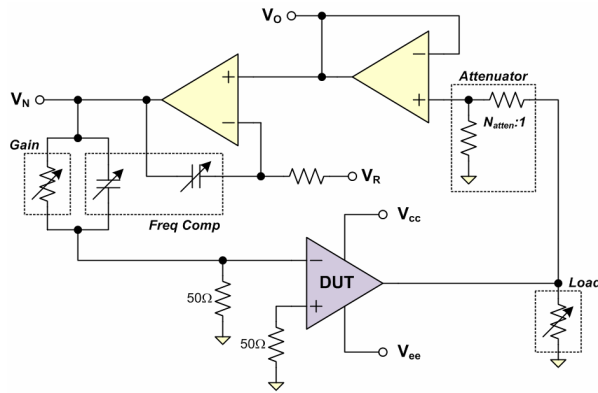 VO
Attenuator
VN
Natten:1
Gain
VR
Freq Comp
Vcc
DUT
Load
50Ω
50Ω
Vee